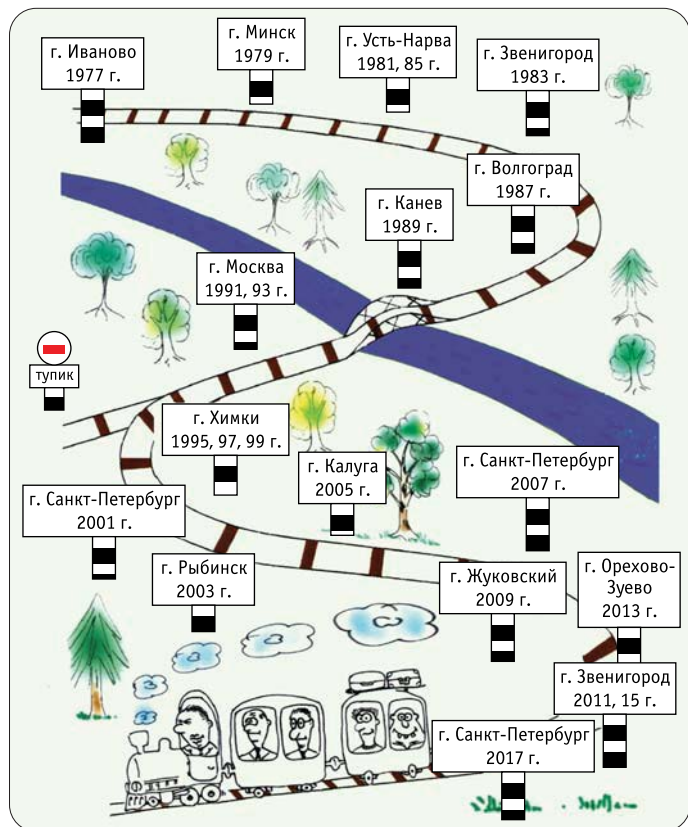 г. Иваново
1977 г.
г. Минск
1979 г.
г. Усть-Нарва
1981, 85 г.
г. Звенигород
1983 г.
г. Волгоград
1987 г.
г. Канев
1989 г.
г. Москва
1991, 93 г.
тупик
г. Химки
1995, 97, 99 г.
г. Санкт-Петербург
2001 г.
г. Рыбинск
2003 г.
г. Калуга
2005 г.
г. Санкт-Петербург
2007 г.
г. Жуковский
2009 г.
г. Орехово-
Зуево
2013 г.
г. Звенигород
2011, 15 г.
г. Санкт-Петербург
2017 г.